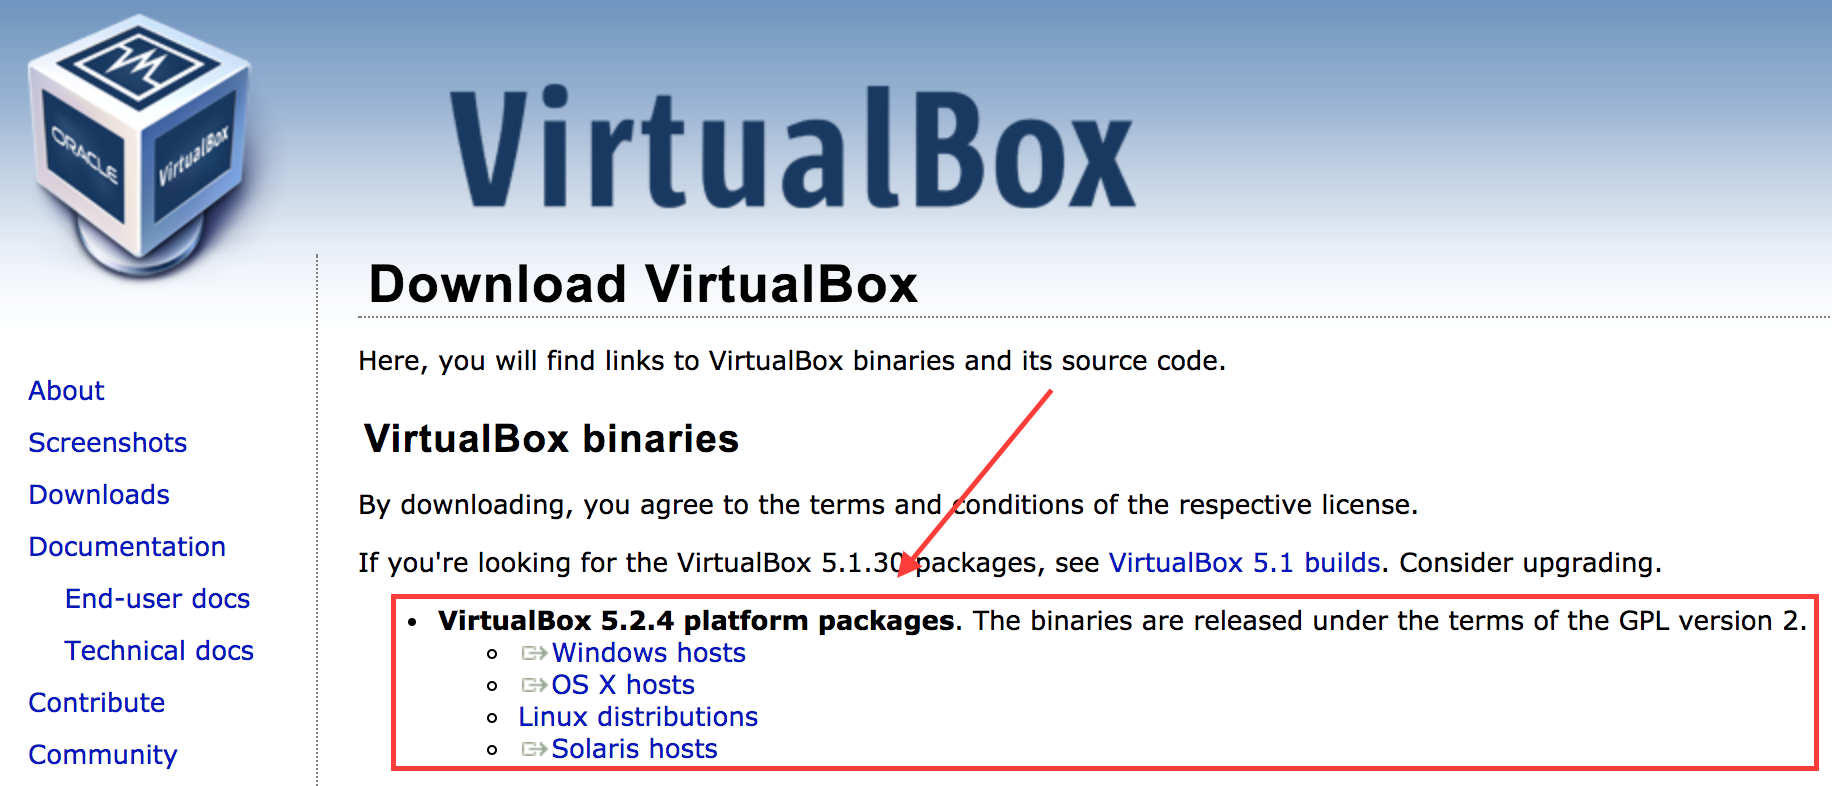 ORACLE
VirtualBox
VirtualBox
Download VirtualBox
Here, you will find links to VirtualBox binaries and its source code.
About
Screenshots
Downloads
Documentation
End-user docs
Technical docs
Contribute
Community
VirtualBox binaries
By downloading, you agree to the terms and conditions of the respective license.
If you're looking for the VirtualBox 5.1.30 packages, see VirtualBox 5.1 builds. Consider upgrading.
• VirtualBox 5.2.4 platform packages. The binaries are released under the terms of the GPL version 2.
Windows hosts
OS X hosts
Linux distributions
Solaris hosts